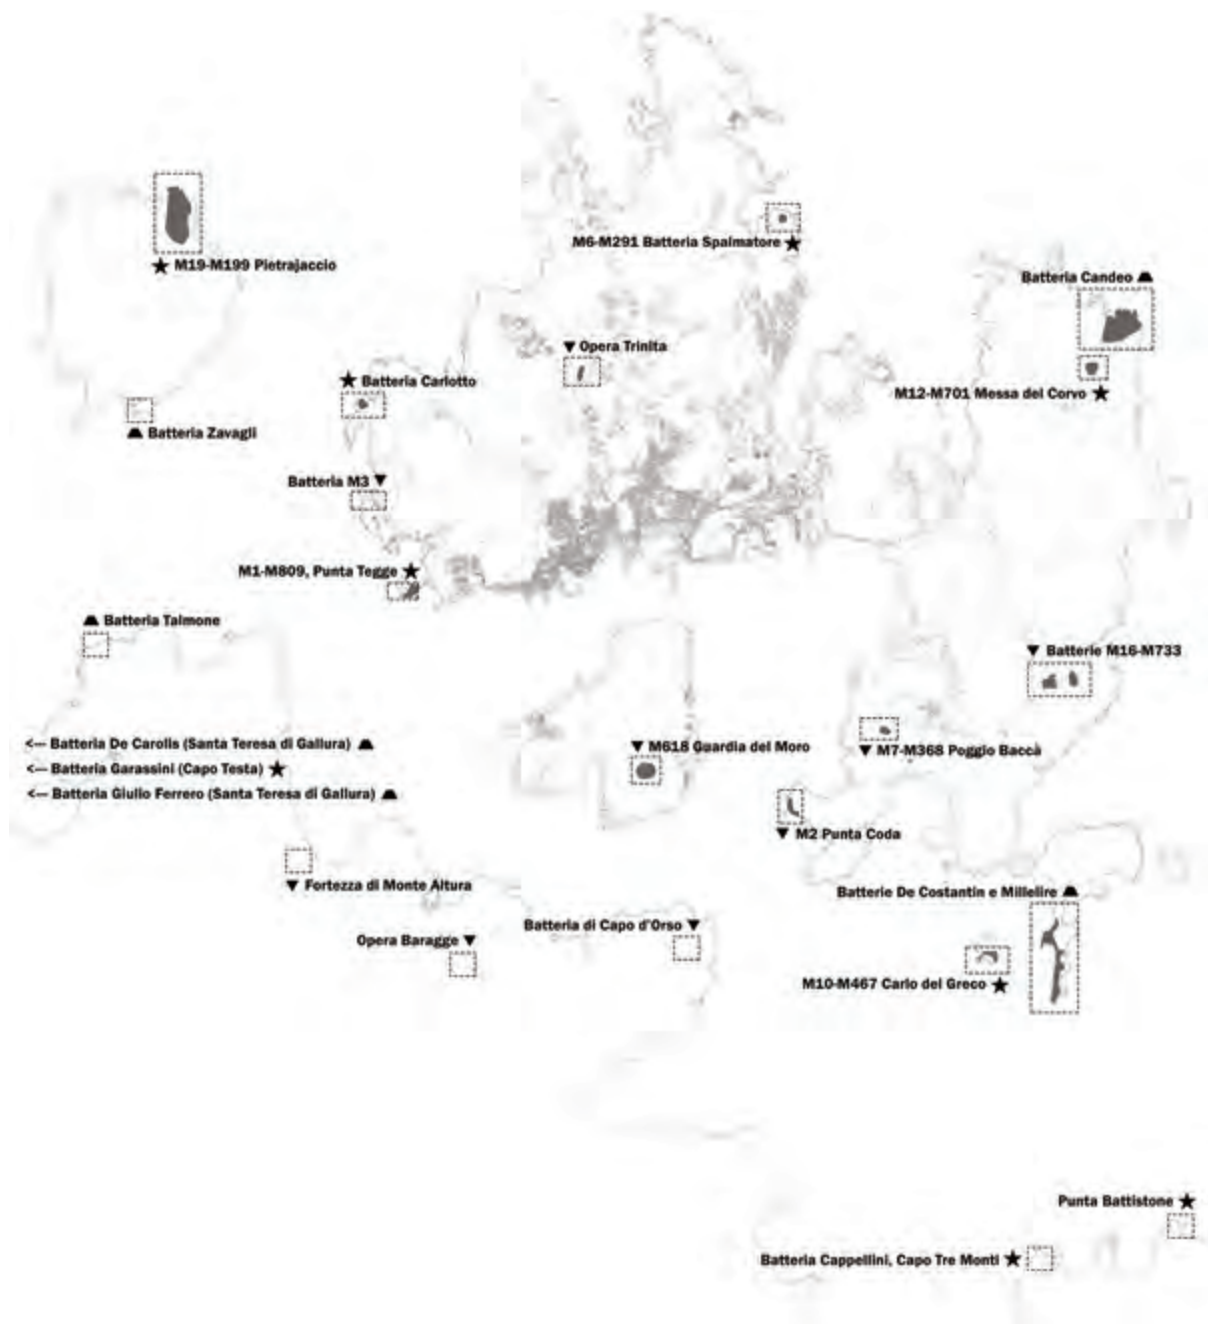 M6-M291 Batteria Spalmatore
M19-M199 Pietrajaccio
Batteria Candeo
Opera Trinita
Batteria Carlotto
M12-M701 Messa del Corvo
Batteria Zavagli
Batteria M3
M1-M809, Punta Tegge
Batteria Talmone
Batterie M16-M733
<--- Batteria De Carolis (Santa Teresa di Gallura)
M618 Guardia del Moro
M7-M368 Poggio Baccà
<--- Batteria Garassini (Capo Testa)
<--- Batteria Giulio Ferrero (Santa Teresa di Gallura)
M2 Punta Coda
Fortezza di Monte Altura
Batterie De Costantin e Millelire
Batteria di Capo d'Orso
Opera Baragge
M10-M467 Carlo del Greco
Punta Battistone
Batteria Cappellini, Capo Tre Monti